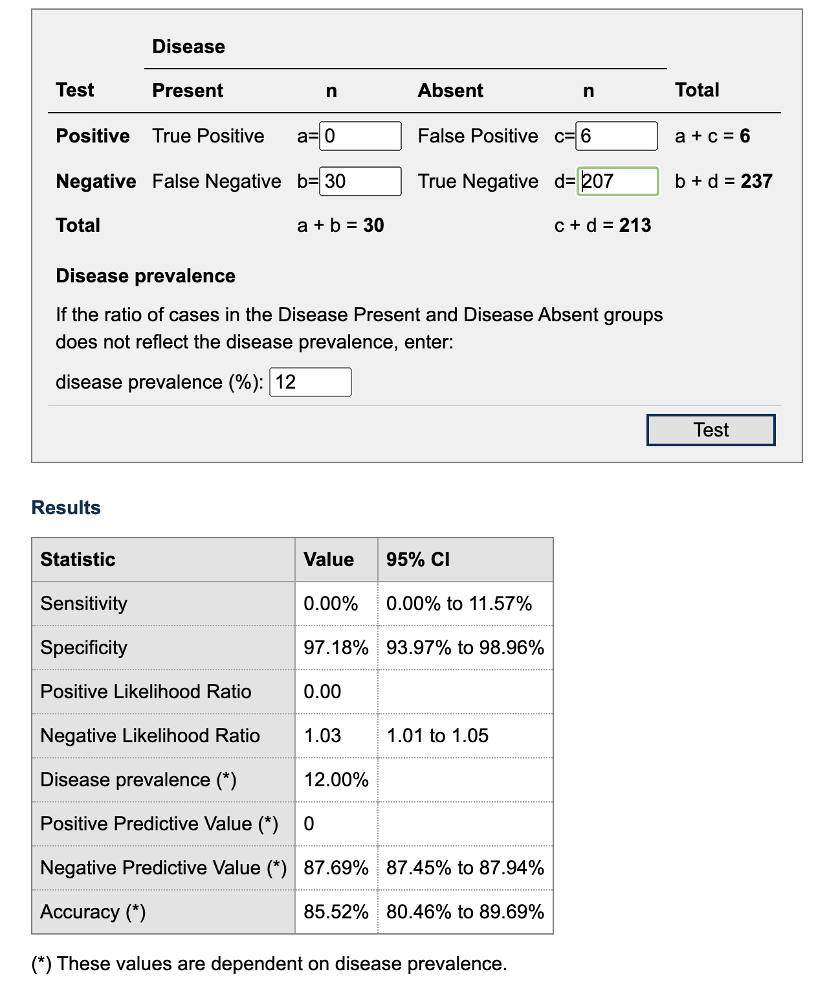 Disease
Test Present n Absent n Total
Positive True Positive a= 0 False Positive c= 6 a + c = 6
Negative False Negative b= 30 True Negative d= 207 b + d = 237
Total a + b = 30 c + d = 213
Disease prevalence
If the ratio of cases in the Disease Present and Disease Absent groups
does not reflect the disease prevalence, enter:
disease prevalence (%): 12
Test
Results
Statistic Value 95% CI
Sensitivity 0.00% 0.00% to 11.57%
Specificity 97.18% 93.97% to 98.96%
Positive Likelihood Ratio 0.00
Negative Likelihood Ratio 1.03 1.01 to 1.05
Disease prevalence (*) 12.00%
Positive Predictive Value (*) 0
Negative Predictive Value (*) 87.69% 87.45% to 87.94%
Accuracy (*) 85.52% 80.46% to 89.69%
(*) These values are dependent on disease prevalence.